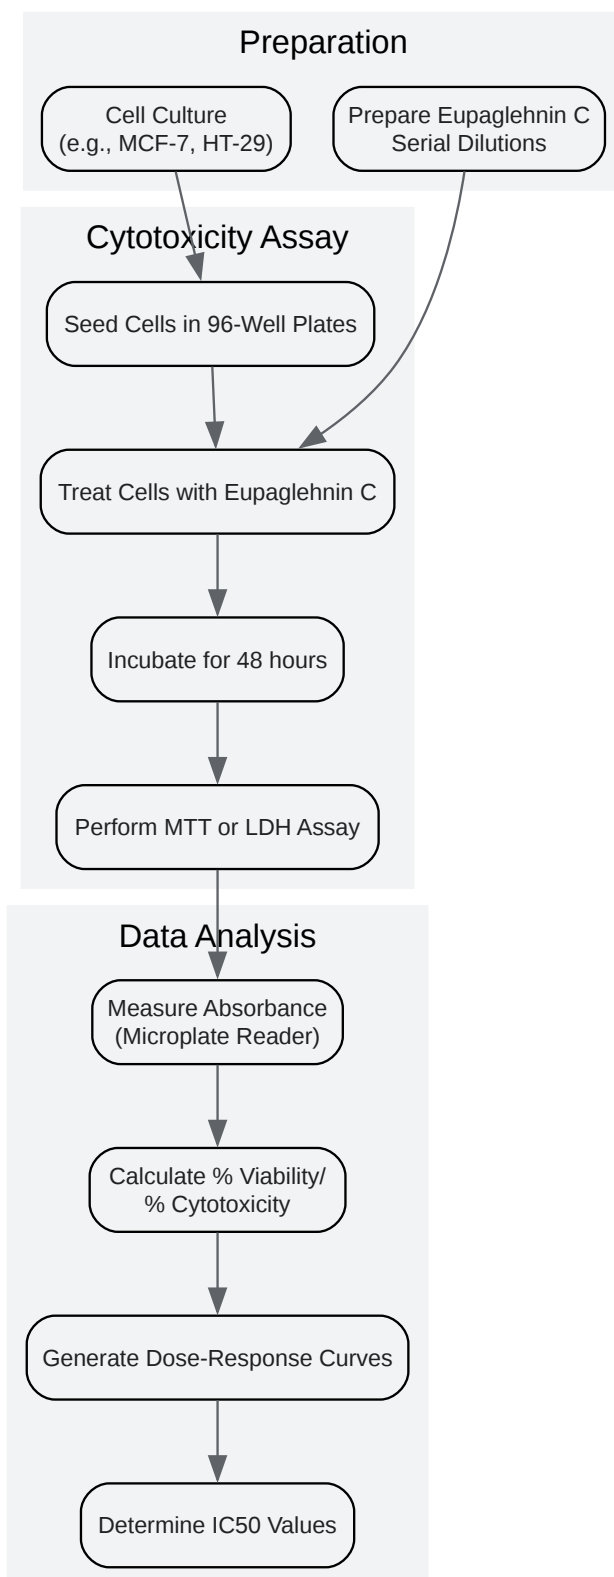 Preparation
Cell Culture
(e.g., MCF-7, HT-29)
Prepare Eupaglehnin C
Serial Dilutions
Cytotoxicity Assay
Seed Cells in 96-Well Plates
Treat Cells with Eupaglehnin C
Incubate for 48 hours
Perform MTT or LDH Assay
Data Analysis
Measure Absorbance
(Microplate Reader)
Calculate % Viability/
% Cytotoxicity
Generate Dose-Response Curves
Determine IC50 Values